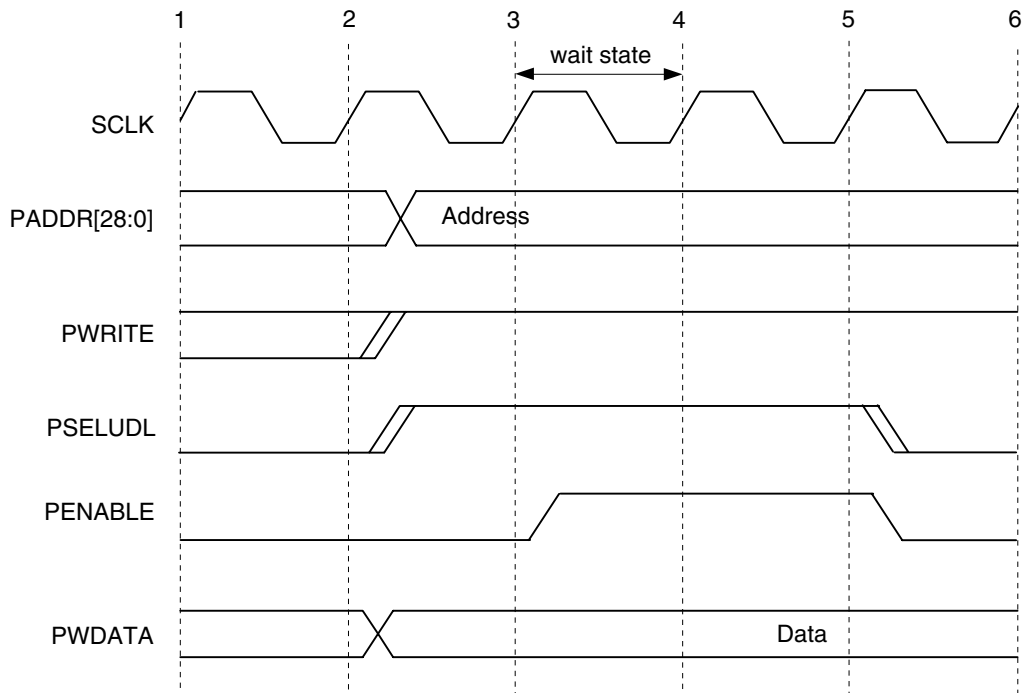 1 2 3 4 5 6
wait state
SCLK
PADDR[28:0] Address
PWRITE
PSELUDL
PENABLE
PWDATA Data